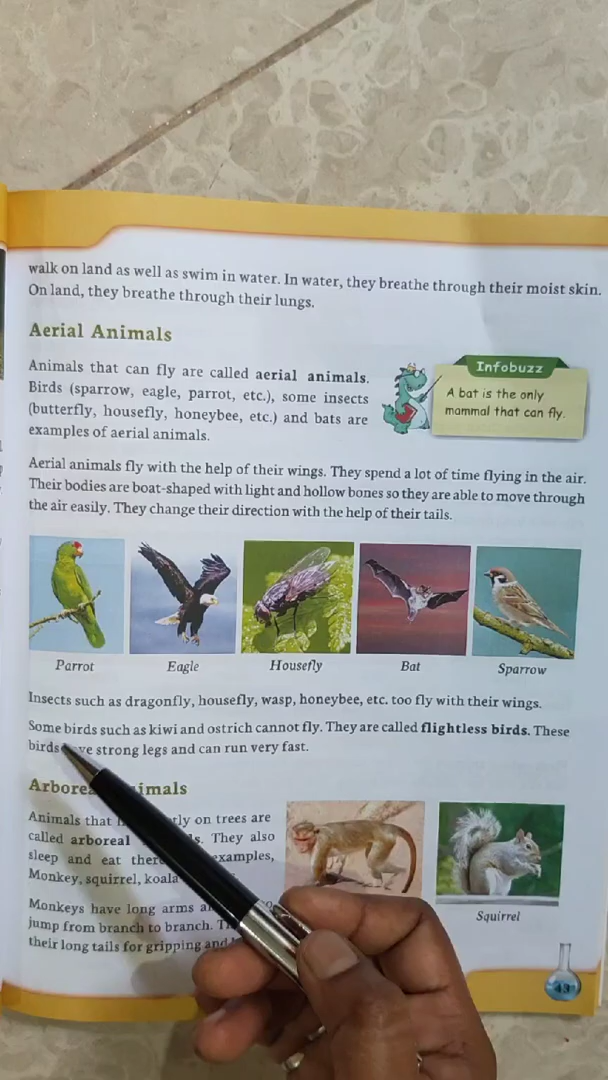 walk on land as well as swim in water. In water, they breathe through their moist skin.
On land, they breathe through their lungs.
Aerial Animals
Animals that can fly are called aerial animals.
Birds (sparrow, eagle, parrot, etc.), some insects
(butterfly, housefly, honeybee, etc.) and bats are
examples of aerial animals.
Infobuzz
A bat is the only
mammal that can fly.
Aerial animals fly with the help of their wings. They spend a lot of time flying in the air.
Their bodies are boat-shaped with light and hollow bones so they are able to move through
the air easily. They change their direction with the help of their tails.
Parrot
Eagle
Housefly
Bat
Sparrow
Insects such as dragonfly, housefly, wasp, honeybee, etc. too fly with their wings.
Some birds such as kiwi and ostrich cannot fly. They are called flightless birds. These
birds strong legs and can run very fast.
Animals that on trees are
called arboreal They also
sleep and eat examples,
Monkey, squirrel, koala
Monkeys have long arms
jump from branch to branch.
their long tails for gripping and
Squirrel
43